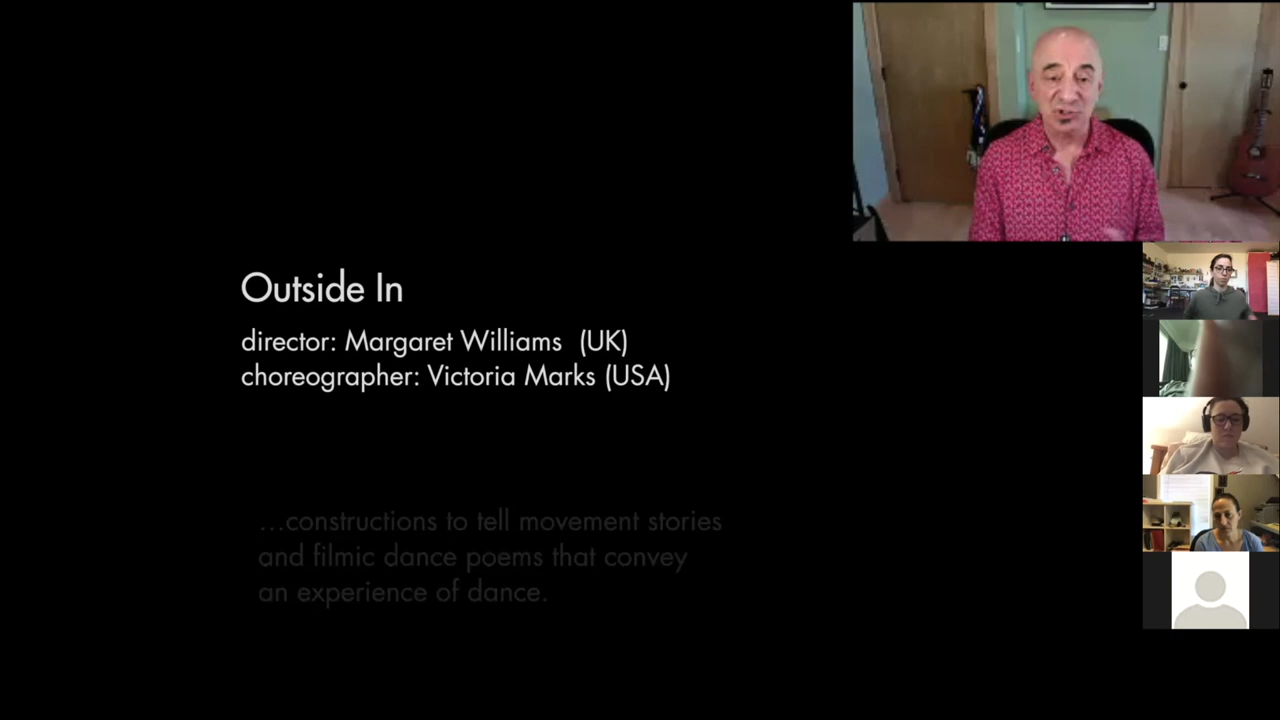 Outside In
director: Margaret Williams (UK)
choreographer: Victoria Marks (USA)
...constructions to tell movement stories
and filmic dance poems that convey
an experience of dance.